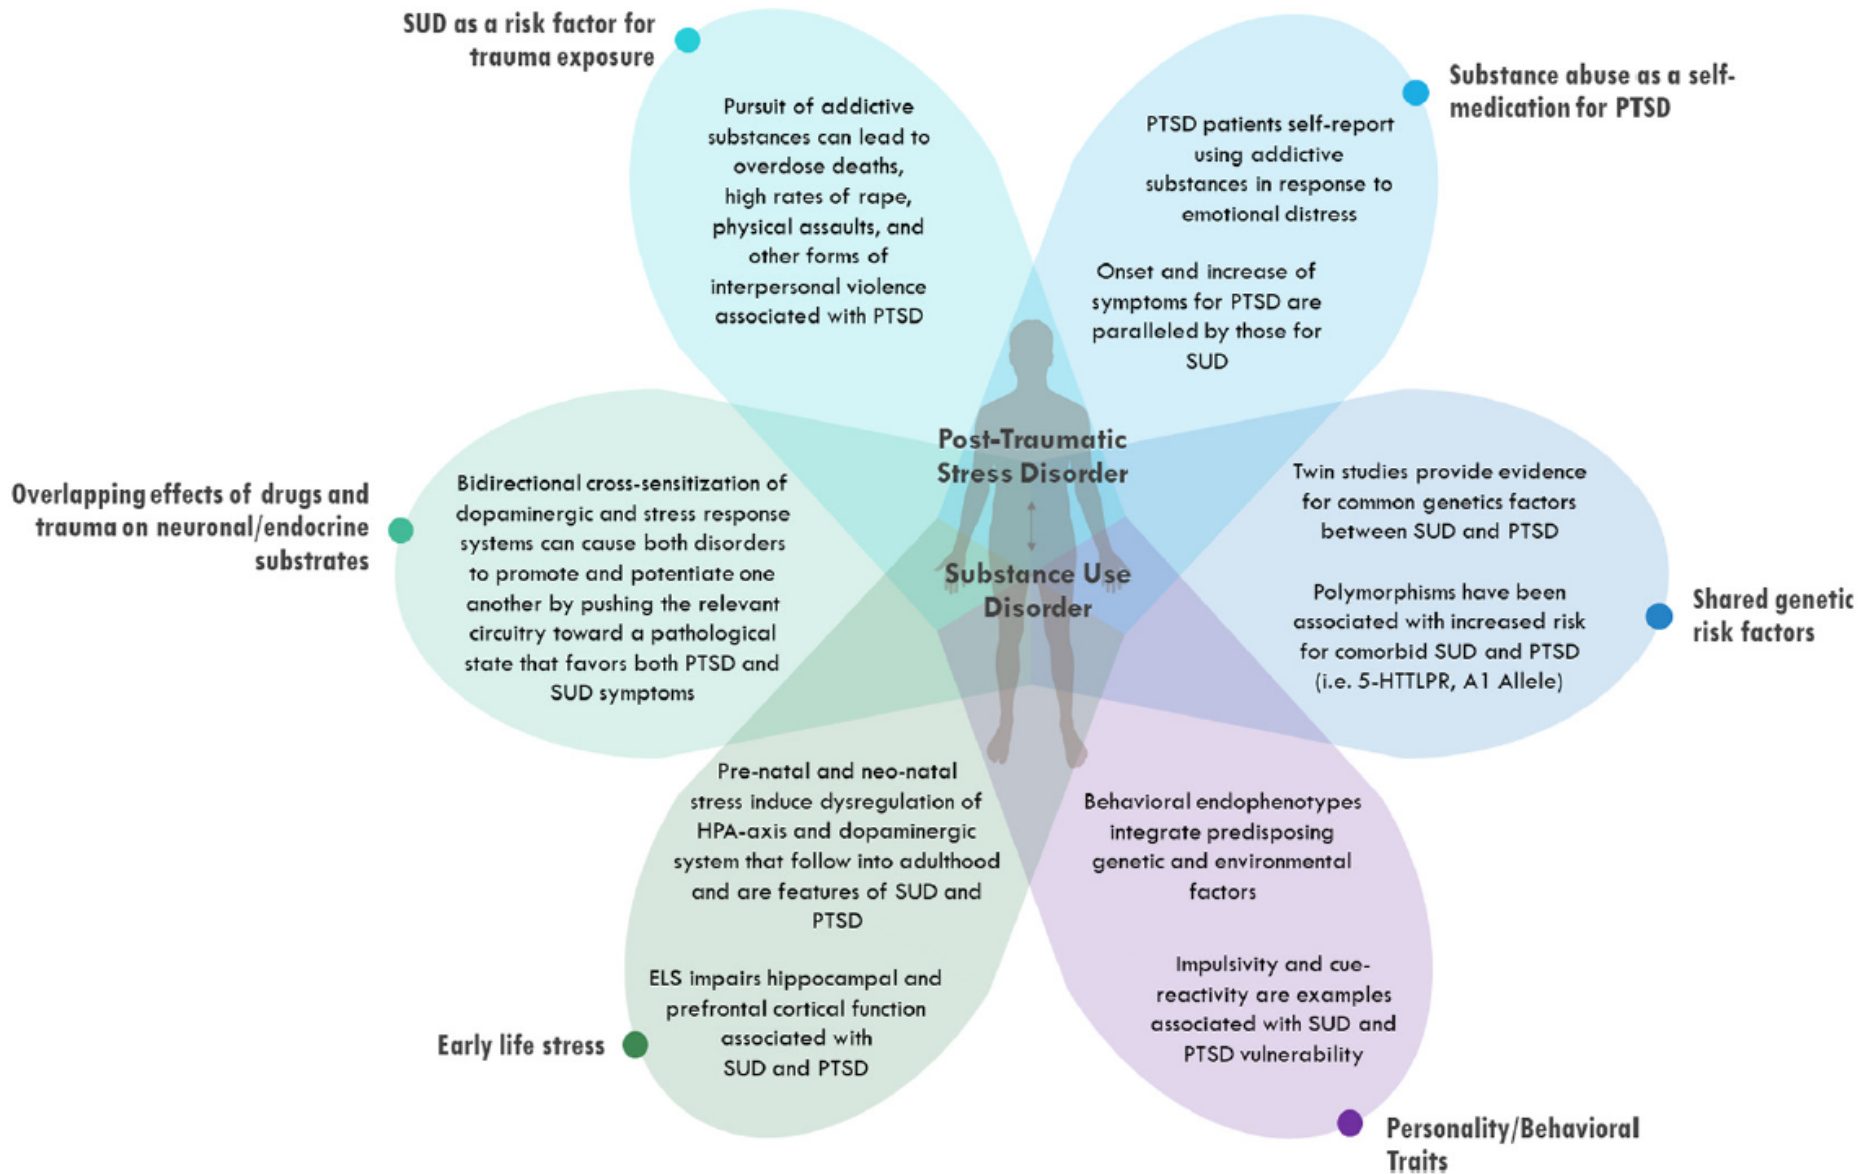 SUD as a risk factor for
trauma exposure
Pursuit of addictive
substances can lead to
overdose deaths,
high rates of rape,
physical assaults, and
other forms of
interpersonal violence
associated with PTSD
Substance abuse as a self-
medication for PTSD
PTSD patients self-report
using addictive
substances in response to
emotional distress
Onset and increase of
symptoms for PTSD are
paralleled by those for
SUD
Post-Traumatic
Stress Disorder
Substance Use
Disorder
Overlapping effects of drugs and
trauma on neuronal/endocrine
substrates
Bidirectional cross-sensitization of
dopaminergic and stress response
systems can cause both disorders
to promote and potentiate one
another by pushing the relevant
circuitry toward a pathological
state that favors both PTSD and
SUD symptoms
Twin studies provide evidence
for common genetics factors
between SUD and PTSD
Polymorphisms have been
associated with increased risk
for comorbid SUD and PTSD
(i.e. 5-HTTLPR, A1 Allele)
Shared genetic
risk factors
Pre-natal and neo-natal
stress induce dysregulation of
HPA-axis and dopaminergic
system that follow into adulthood
and are features of SUD and
PTSD
ELS impairs hippocampal and
prefrontal cortical function
associated with
SUD and PTSD
Early life stress
Behavioral endophenotypes
integrate predisposing
genetic and environmental
factors
Impulsivity and cue-
reactivity are examples
associated with SUD and
PTSD vulnerability
Personality/Behavioral
Traits